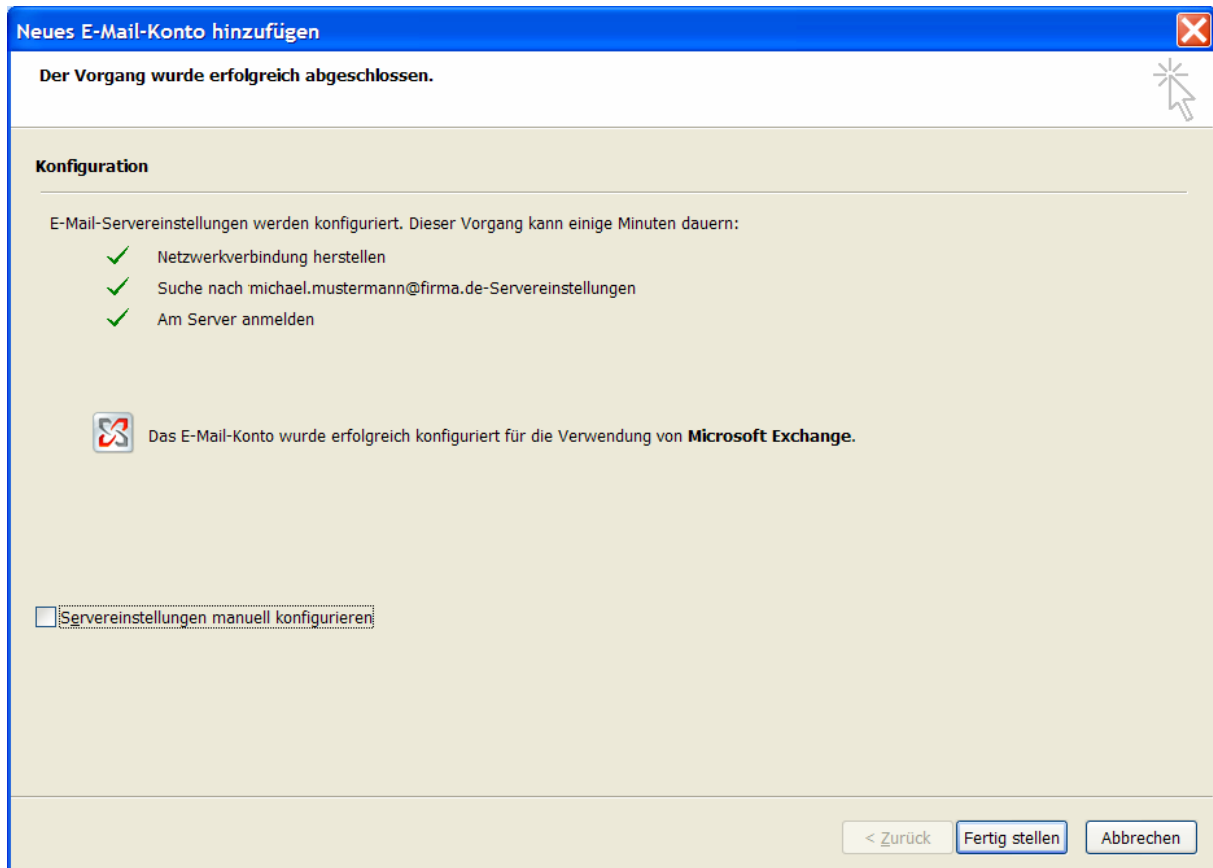 Neues E-Mail-Konto hinzufügen
Der Vorgang wurde erfolgreich abgeschlossen.
Konfiguration
E-Mail-Servereinstellungen werden konfiguriert. Dieser Vorgang kann einige Minuten dauern:
Netzwerkverbindung herstellen
Suche nach michael.mustermann@firma.de-Servereinstellungen
Am Server anmelden
Das E-Mail-Konto wurde erfolgreich konfiguriert für die Verwendung von Microsoft Exchange.
Servereinstellungen manuell konfigurieren
< Zurück Fertig stellen Abbrechen